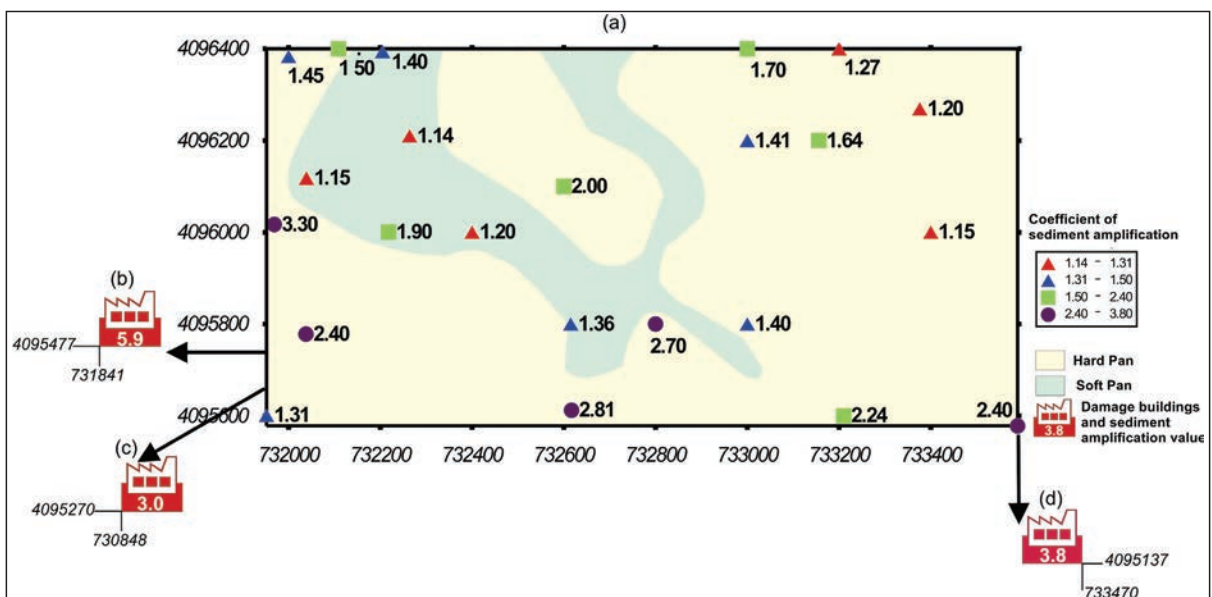 (a)
4096400
1.45
1 50
1.40
1.70
1.27
1.20
4096200
1.14
1.41
1.64
1.15
2.00
3.30
4096000
1.90
1.20
1.15
Coefficient of
sediment amplification
1.14 - 1.31
1.31 - 1.50
1.50 - 2.40
2.40 - 3.80
(b)
5.9
4095477
731841
4095800
2.40
1.36
2.70
1.40
Hard Pan
Soft Pan
3.8
Damage buildings
and sediment
amplification value
4095600
1.31
2.81
2.24
2.40
732000 732200 732400 732600 732800 733000 733200 733400
(c)
3.0
4095270
730848
(d)
3.8
4095137
733470